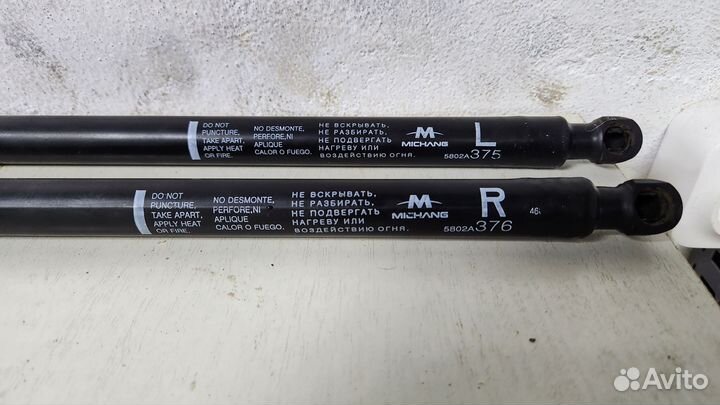 DO NOT
PUNCTURE,
TAKE APART,
APPLY HEAT
OR FIRE.
NO DESMONTE,
PERFORE,NI
APLIQUE
CALOR O FUEGO.
НЕ ВСКРЫВАТЬ,
НЕ РАЗБИРАТЬ,
НЕ ПОДВЕРГАТЬ
НАГРЕВУ ИЛИ
ВОЗДЕЙСТВИЮ ОГНЯ.
MICHANG
L
5802A375
DO NOT
PUNCTURE,
TAKE APART,
APPLY HEAT
OR FIRE.
NO DESMONTE,
PERFORE,NI
APLIQUE
CALOR O FUEGO.
НЕ ВСКРЫВАТЬ,
НЕ РАЗБИРАТЬ,
НЕ ПОДВЕРГАТЬ
НАГРЕВУ ИЛИ
ВОЗДЕЙСТВИЮ ОГНЯ.
MICHANG
R
5802A376
Avito